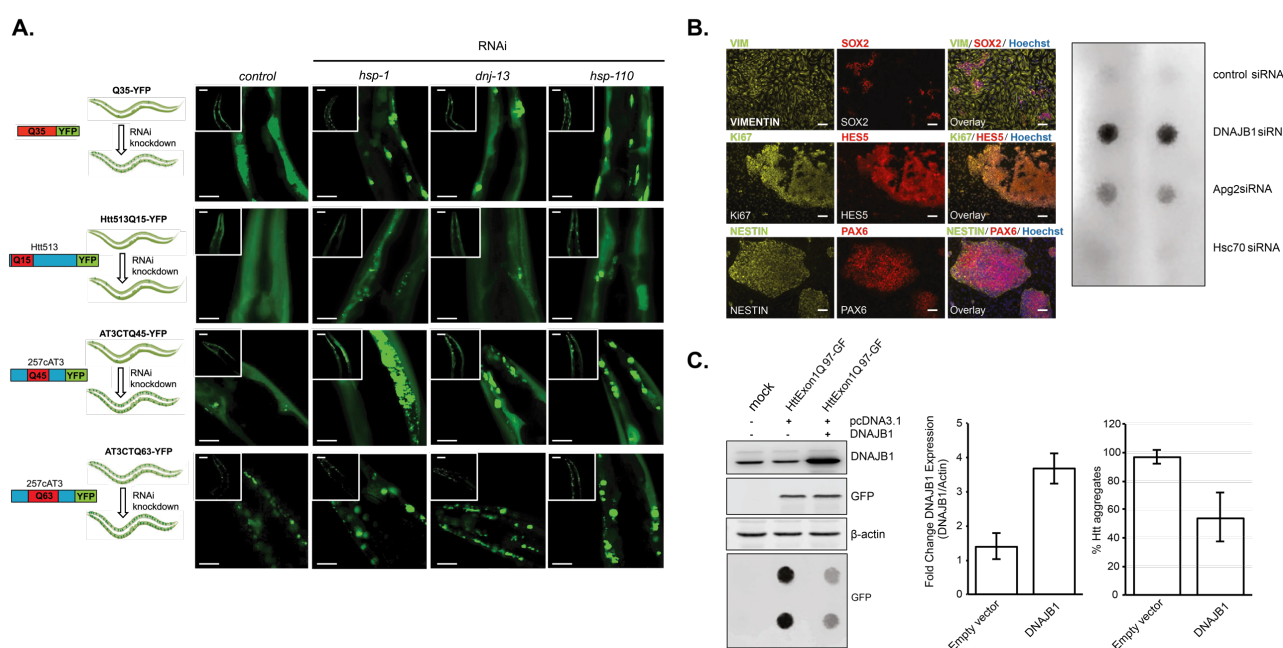 A.
RNAi
control
hsp-1
dnj-13
hsp-110
Q35-YFP
Q35
YFP
RNAi
knockdown
Htt513Q15-YFP
Htt513
Q15
YFP
RNAi
knockdown
AT3CTQ45-YFP
257cAT3
Q45
YFP
RNAi
knockdown
AT3CTQ63-YFP
257cAT3
Q63
YFP
RNAi
knockdown
B.
VIM
SOX2
VIM/SOX2/Hoechst
VIMENTIN
SOX2
Overlay
Ki67
HES5
Ki67/HES5/Hoechst
Ki67
HES5
Overlay
NESTIN
PAX6
NESTIN/PAX6/Hoechst
NESTIN
PAX6
Overlay
control siRNA
DNAJB1siRN
Apg2siRNA
Hsc70 siRNA
C.
mock
HttExon1Q97-GF
HttExon1Q97-GF
- + + pcDNA3.1
- - + DNAJB1
DNAJB1
GFP
β-actin
GFP
Fold Change DNAJB1 Expression
(DNAJB1/Actin)
5
4
3
2
1
0
Empty vector
DNAJB1
% Htt aggregates
120
100
80
60
40
20
0
Empty vector
DNAJB1